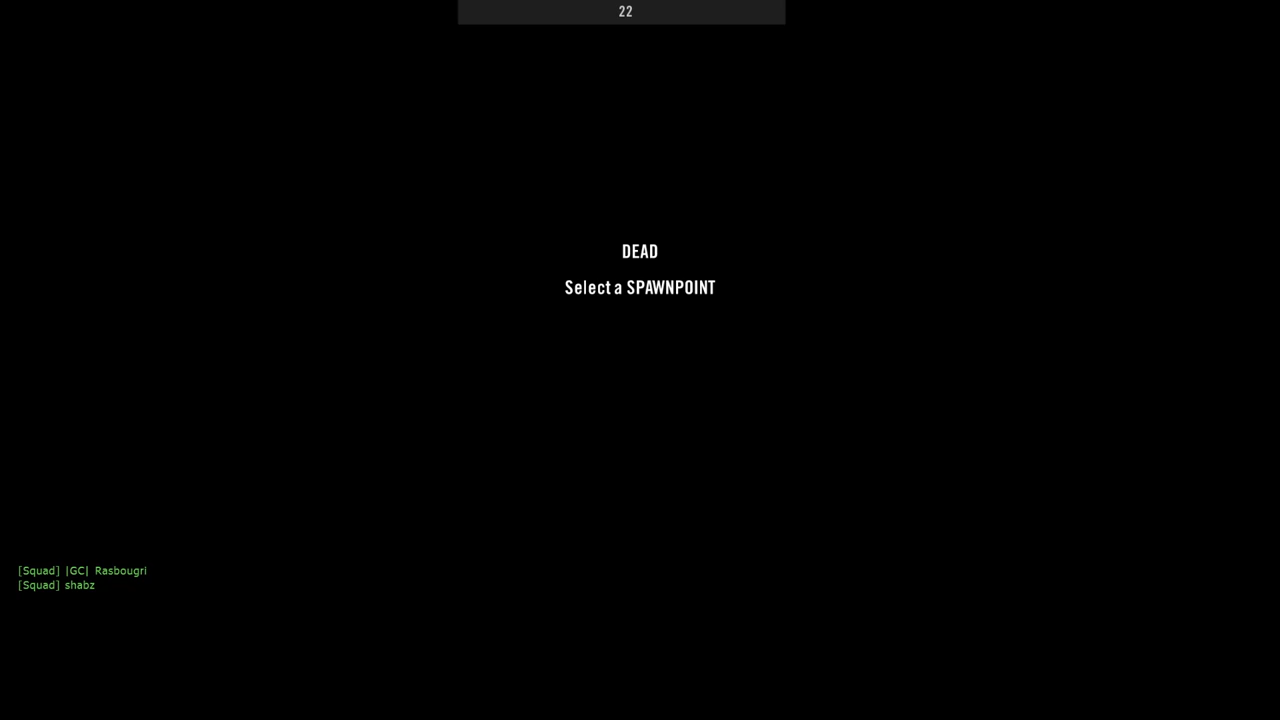 22
DEAD
Select a SPAWNPOINT
[Squad] |GC| Rasbougri
[Squad] shabz